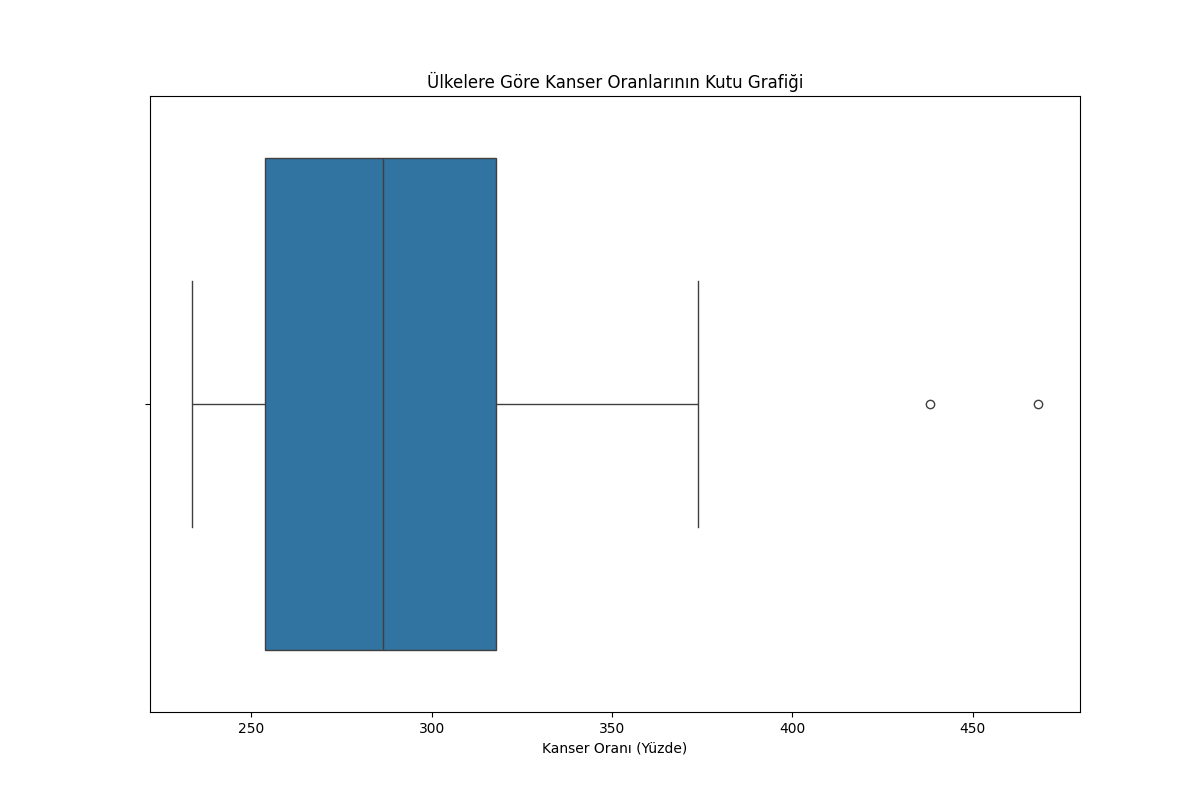 Ülkelere Göre Kanser Oranlarının Kutu Grafiği
250 300 350 400 450
Kanser Oranı (Yüzde)